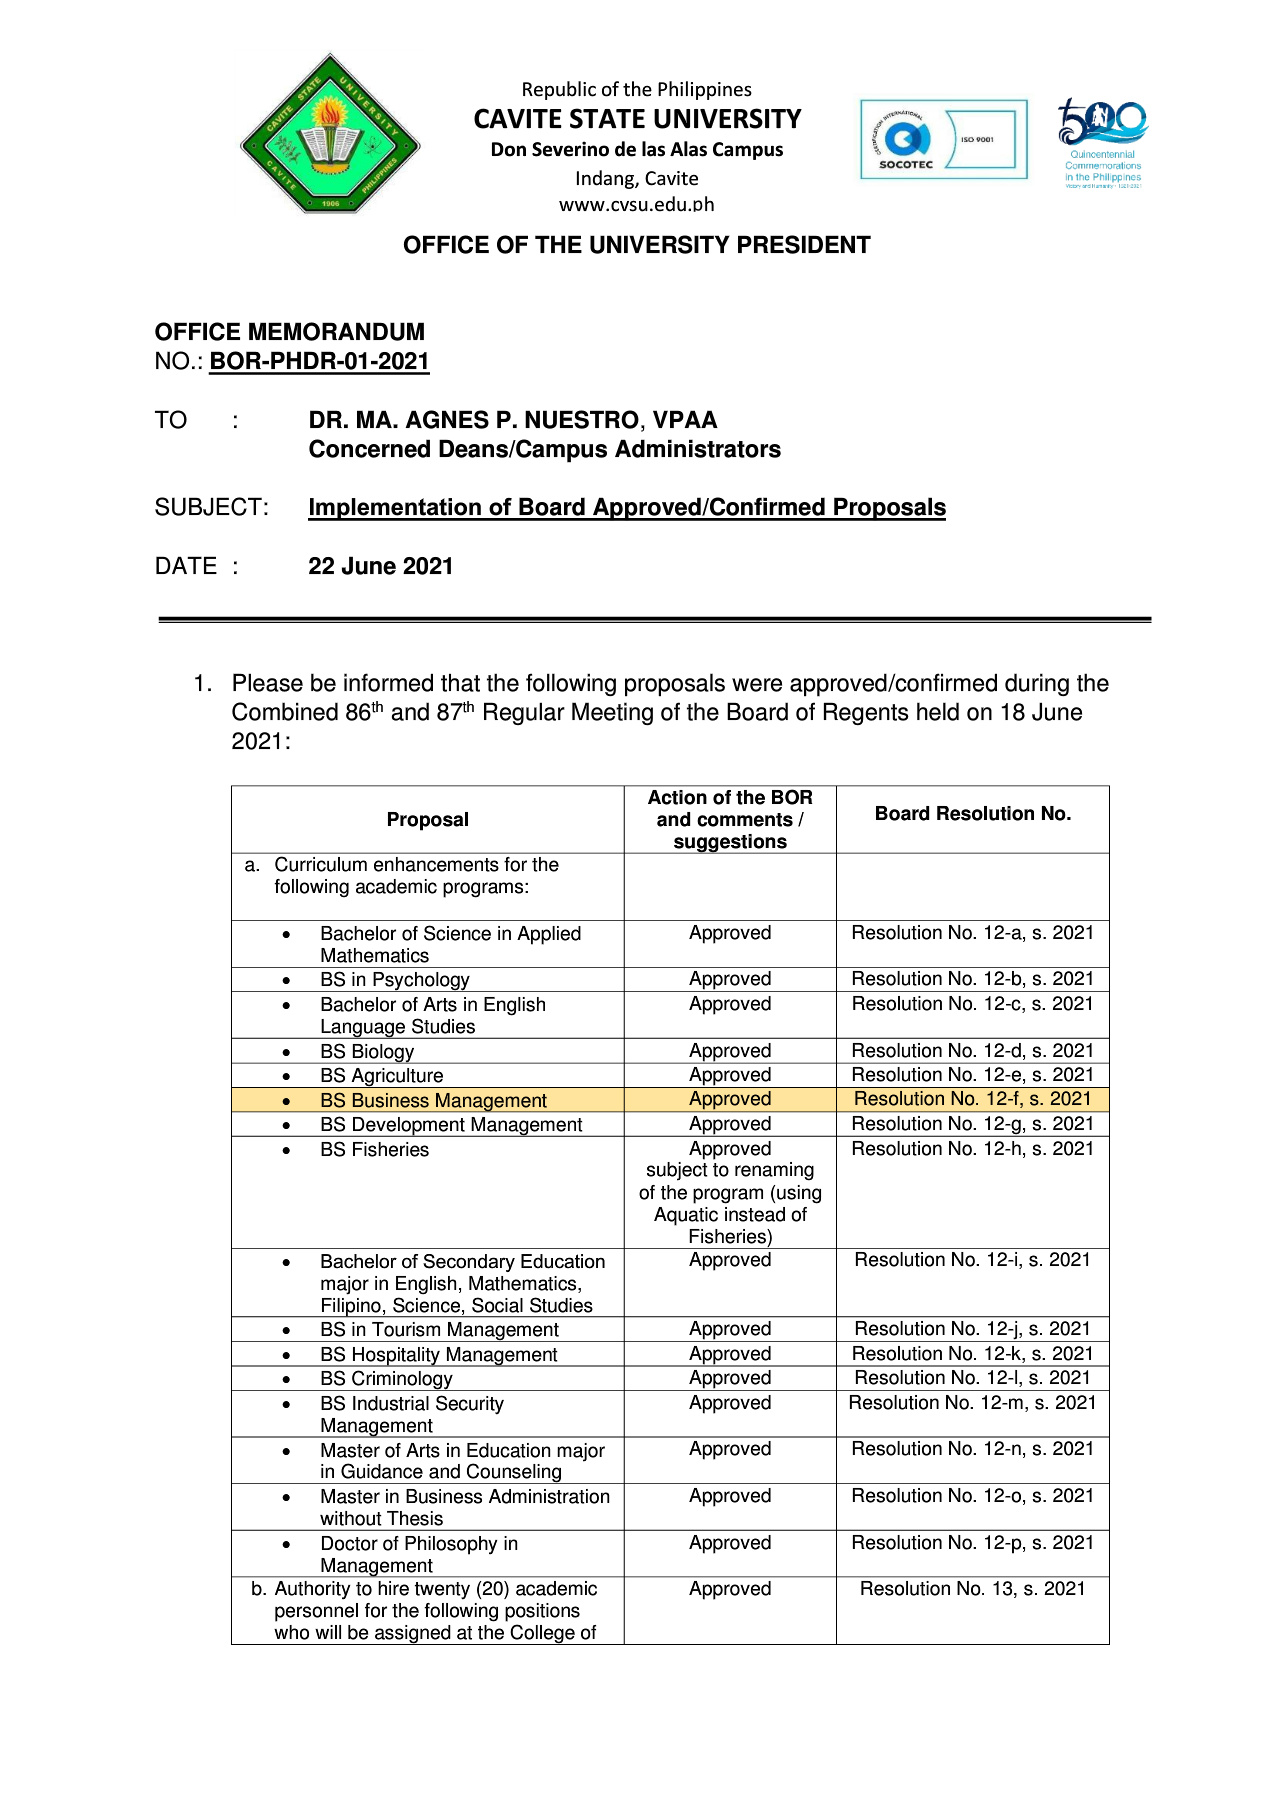 CAVITE STATE UNIVERSITY
CAVITE
PHILIPPINES
1906
Republic of the Philippines
CAVITE STATE UNIVERSITY
Don Severino de las Alas Campus
Indang, Cavite
www.cvsu.edu.ph
CERTIFICATION INTERNATIONAL
SOCOTEC
ISO 9001
500
Quincentennial
Commemorations
in the Philippines
Victory and Humanity • 1521-2021
OFFICE OF THE UNIVERSITY PRESIDENT
OFFICE MEMORANDUM
NO.: BOR-PHDR-01-2021
TO : DR. MA. AGNES P. NUESTRO, VPAA
Concerned Deans/Campus Administrators
SUBJECT: Implementation of Board Approved/Confirmed Proposals
DATE : 22 June 2021
1. Please be informed that the following proposals were approved/confirmed during the
Combined 86th and 87th Regular Meeting of the Board of Regents held on 18 June
2021:
Proposal
Action of the BOR
and comments /
suggestions
Board Resolution No.
a. Curriculum enhancements for the
following academic programs:
• Bachelor of Science in Applied
Mathematics
Approved
Resolution No. 12-a, s. 2021
• BS in Psychology
Approved
Resolution No. 12-b, s. 2021
• Bachelor of Arts in English
Language Studies
Approved
Resolution No. 12-c, s. 2021
• BS Biology
Approved
Resolution No. 12-d, s. 2021
• BS Agriculture
Approved
Resolution No. 12-e, s. 2021
• BS Business Management
Approved
Resolution No. 12-f, s. 2021
• BS Development Management
Approved
Resolution No. 12-g, s. 2021
• BS Fisheries
Approved
subject to renaming
of the program (using
Aquatic instead of
Fisheries)
Resolution No. 12-h, s. 2021
• Bachelor of Secondary Education
major in English, Mathematics,
Filipino, Science, Social Studies
Approved
Resolution No. 12-i, s. 2021
• BS in Tourism Management
Approved
Resolution No. 12-j, s. 2021
• BS Hospitality Management
Approved
Resolution No. 12-k, s. 2021
• BS Criminology
Approved
Resolution No. 12-l, s. 2021
• BS Industrial Security
Management
Approved
Resolution No. 12-m, s. 2021
• Master of Arts in Education major
in Guidance and Counseling
Approved
Resolution No. 12-n, s. 2021
• Master in Business Administration
without Thesis
Approved
Resolution No. 12-o, s. 2021
• Doctor of Philosophy in
Management
Approved
Resolution No. 12-p, s. 2021
b. Authority to hire twenty (20) academic
personnel for the following positions
who will be assigned at the College of
Approved
Resolution No. 13, s. 2021